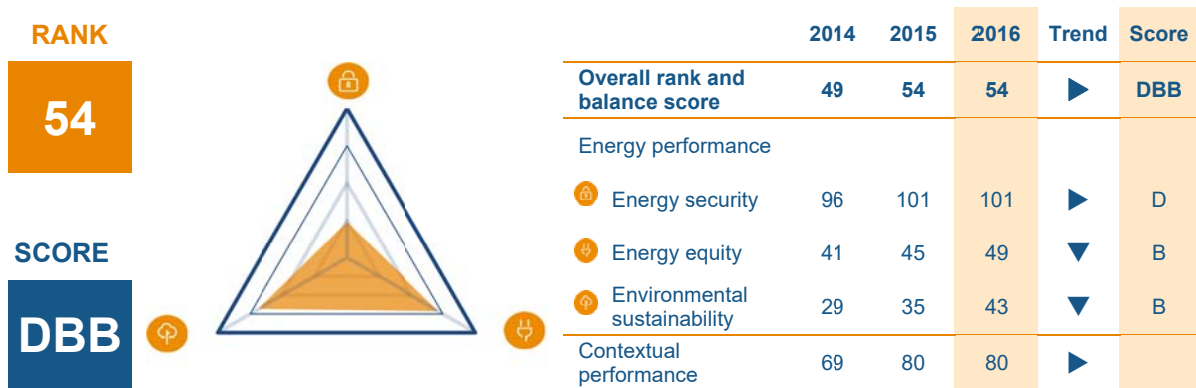 RANK
54
SCORE
DBB
2014 2015 2016 Trend Score
Overall rank and
balance score 49 54 54 DBB
Energy performance
Energy security 96 101 101 D
Energy equity 41 45 49 B
Environmental
sustainability 29 35 43 B
Contextual
performance 69 80 80